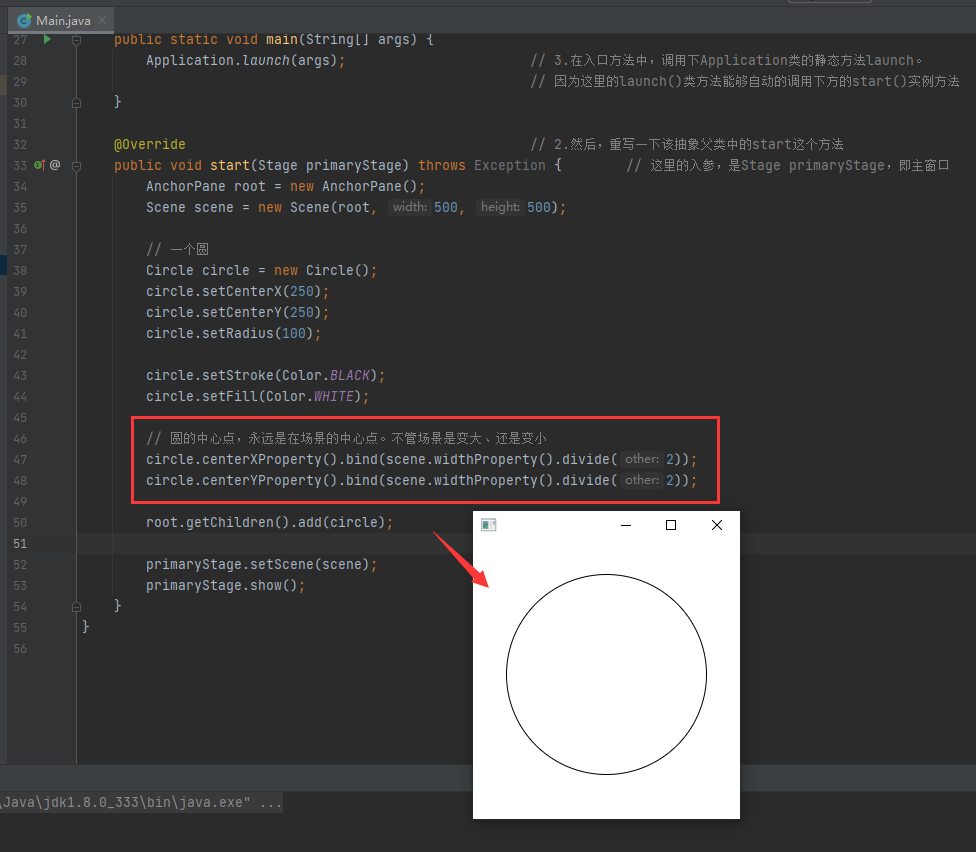 Main.java
27 public static void main(String[] args) {
28 Application.launch(args); // 3.在入口方法中，调用下Application类的静态方法launch。
29 // 因为这里的launch()类方法能够自动的调用下方的start()实例方法
30 }
31
32 @Override // 2.然后，重写一下该抽象父类中的start这个方法
33 @ public void start(Stage primaryStage) throws Exception { // 这里的入参，是Stage primaryStage，即主窗口
34 AnchorPane root = new AnchorPane();
35 Scene scene = new Scene(root, width: 500, height: 500);
36
37 // 一个圆
38 Circle circle = new Circle();
39 circle.setCenterX(250);
40 circle.setCenterY(250);
41 circle.setRadius(100);
42
43 circle.setStroke(Color.BLACK);
44 circle.setFill(Color.WHITE);
45
46 // 圆的中心点，永远是在场景的中心点。不管场景是变大、还是变小
47 circle.centerXProperty().bind(scene.widthProperty().divide( other: 2));
48 circle.centerYProperty().bind(scene.widthProperty().divide( other: 2));
49
50 root.getChildren().add(circle);
51
52 primaryStage.setScene(scene);
53 primaryStage.show();
54 }
55 }
56
\Java\jdk1.8.0_333\bin\java.exe" ...